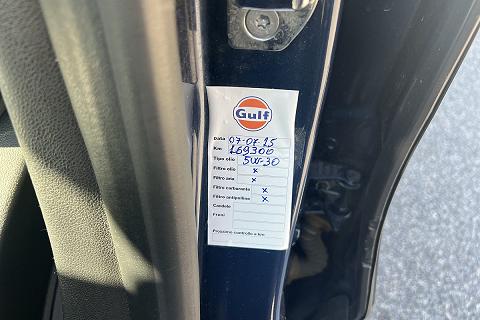 Gulf
Data 07-07-25
Km 169300
Tipo olio 5W-30
Filtro olio x
Filtro aria x
Filtro carburante x
Filtro antipolline x
Candele
Freni
Prossimo controllo a km